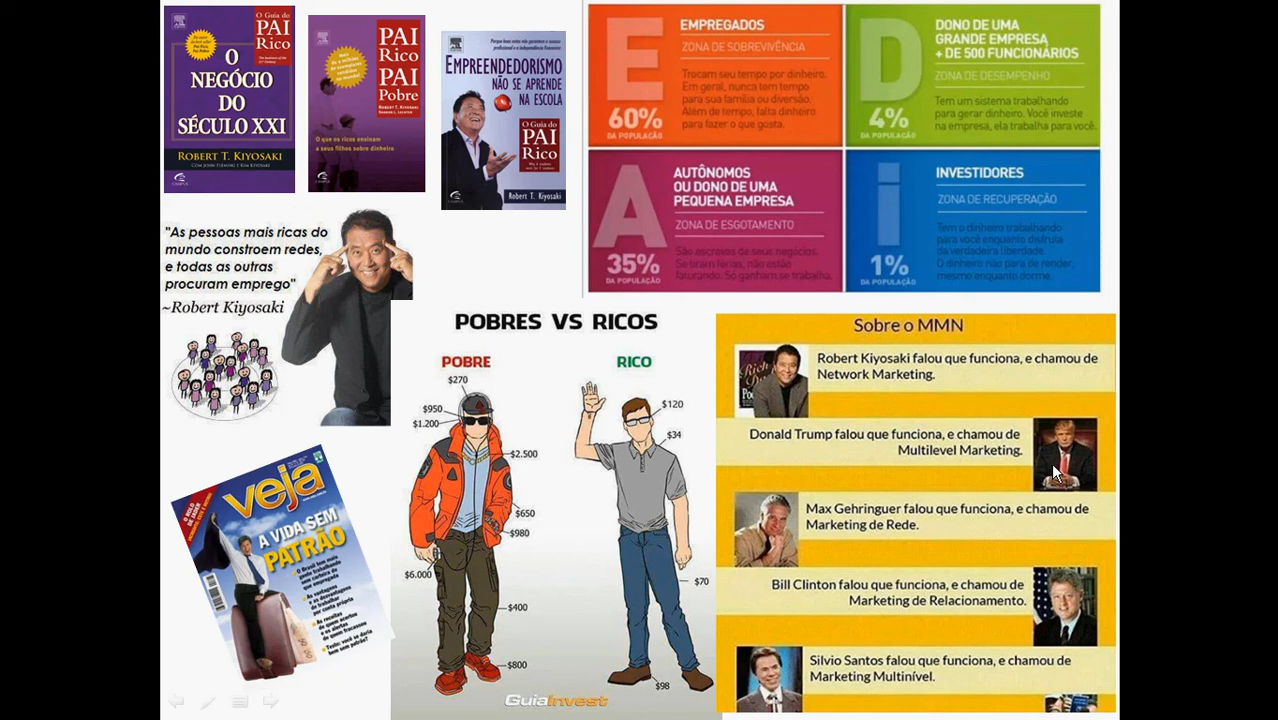 O Guia do
PAI
Rico
O
NEGÓCIO
DO
SÉCULO XXI
ROBERT T. KIYOSAKI
COM JOHN FLEMING E KIM KIYOSAKI
CAMPUS
PAI
Rico
PAI
Pobre
ROBERT T. KIYOSAKI
SHARON L. LECHTER
O que os ricos ensinam
a seus filhos sobre dinheiro
CAMPUS
EMPREENDEDORISMO
NÃO SE APRENDE
NA ESCOLA
O Guia do
PAI
Rico
Robert T. Kiyosaki
E
60%
DA POPULAÇÃO
EMPREGADOS
ZONA DE SOBREVIVÊNCIA
Trocam seu tempo por dinheiro.
Em geral, nunca tem tempo
para sua família ou diversão.
Além de tempo, falta dinheiro
para fazer o que gosta.
D
4%
DA POPULAÇÃO
DONO DE UMA
GRANDE EMPRESA
+ DE 500 FUNCIONÁRIOS
ZONA DE DESEMPENHO
Tem um sistema trabalhando
para gerar dinheiro. Você investe
na empresa, ela trabalha para você.
A
35%
DA POPULAÇÃO
AUTÔNOMOS
OU DONO DE UMA
PEQUENA EMPRESA
ZONA DE ESGOTAMENTO
São escravos de seus negócios.
Se tiram férias, não estão
faturando. Só ganham se trabalha.
i
1%
DA POPULAÇÃO
INVESTIDORES
ZONA DE RECUPERAÇÃO
Tem o dinheiro trabalhando
para você enquanto disfruta
da verdadeira liberdade.
O dinheiro não para de render,
mesmo enquanto dorme.
"As pessoas mais ricas do
mundo constroem redes,
e todas as outras
procuram emprego"
~Robert Kiyosaki
veja
A VIDA SEM
PATRÃO
POBRES VS RICOS
POBRE
RICO
$270
$950
$1.200
$2.500
$650
$980
$6.000
$400
$800
$120
$34
$70
$98
GuiaInvest
Sobre o MMN
Robert Kiyosaki falou que funciona, e chamou de
Network Marketing.
Donald Trump falou que funciona, e chamou de
Multilevel Marketing.
Max Gehringuer falou que funciona, e chamou de
Marketing de Rede.
Bill Clinton falou que funciona, e chamou de
Marketing de Relacionamento.
Silvio Santos falou que funciona, e chamou de
Marketing Multinível.